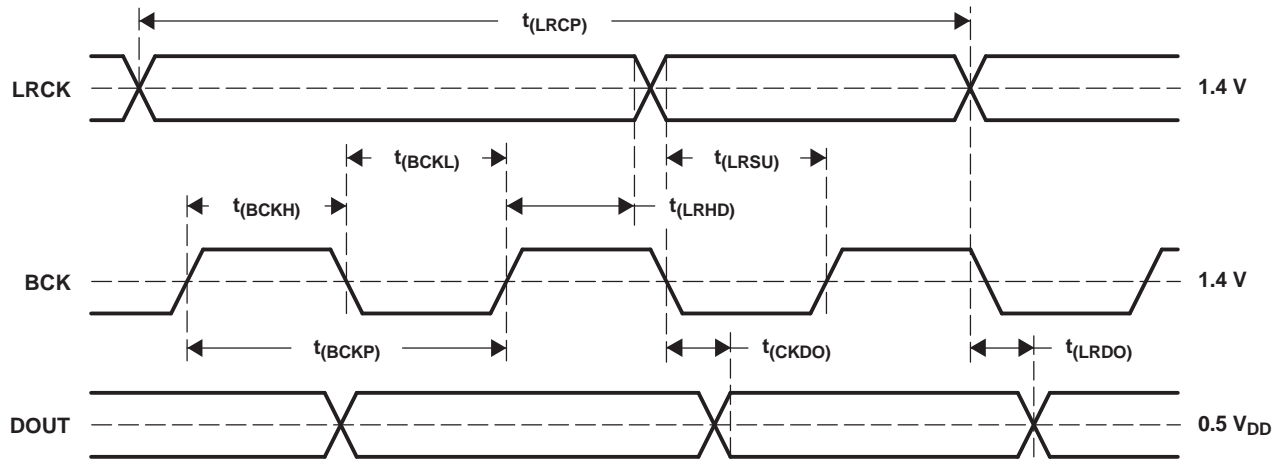 t(LRCP)
LRCK
1.4 V
t(BCKL)
t(LRSU)
t(BCKH)
t(LRHD)
BCK
1.4 V
t(BCKP)
t(CKDO)
t(LRDO)
DOUT
0.5 VDD